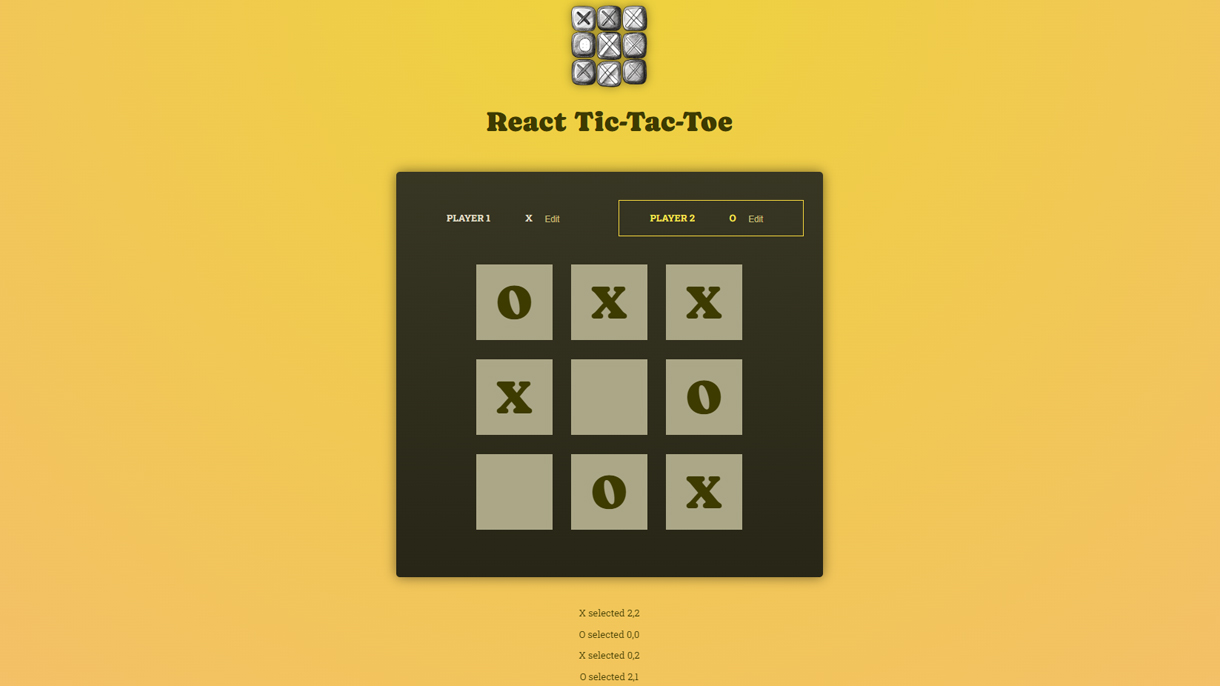 React Tic-Tac-Toe
PLAYER 1 X Edit PLAYER 2 O Edit
O X X
X O
O X
X selected 2,2
O selected 0,0
X selected 0,2
O selected 2,1